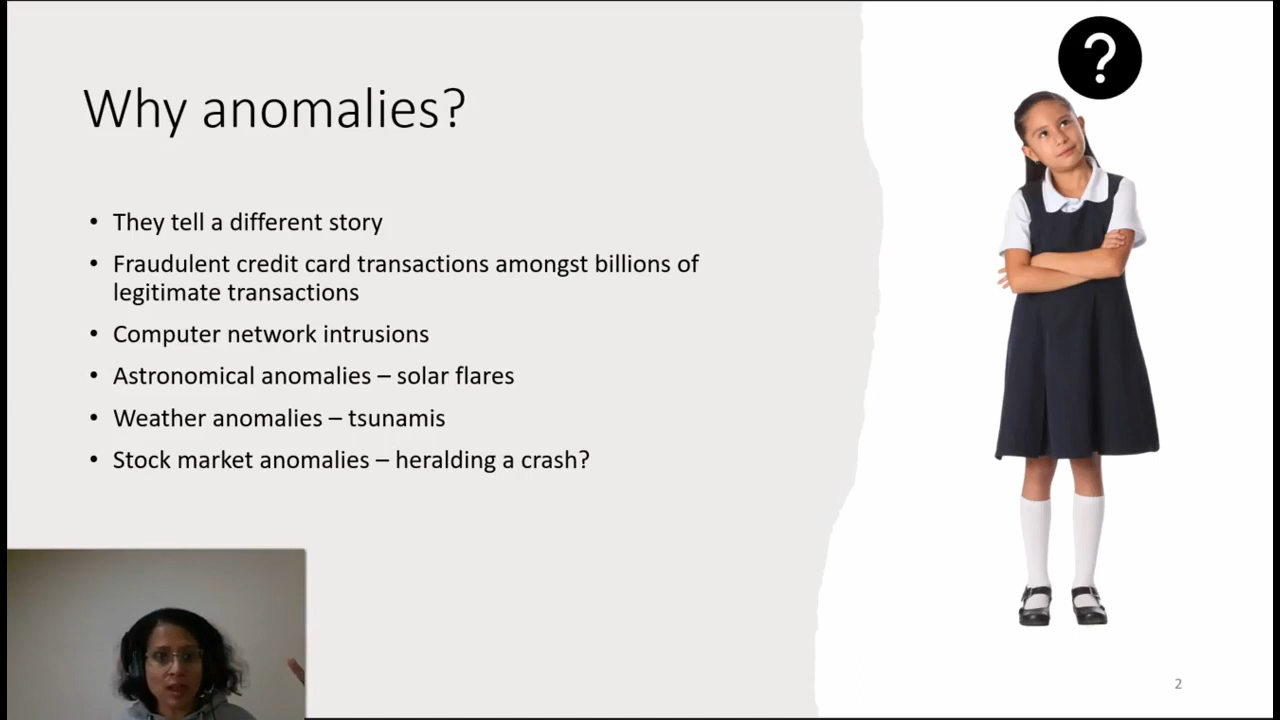 ?
Why anomalies?
• They tell a different story
• Fraudulent credit card transactions amongst billions of
legitimate transactions
• Computer network intrusions
• Astronomical anomalies – solar flares
• Weather anomalies – tsunamis
• Stock market anomalies – heralding a crash?
2